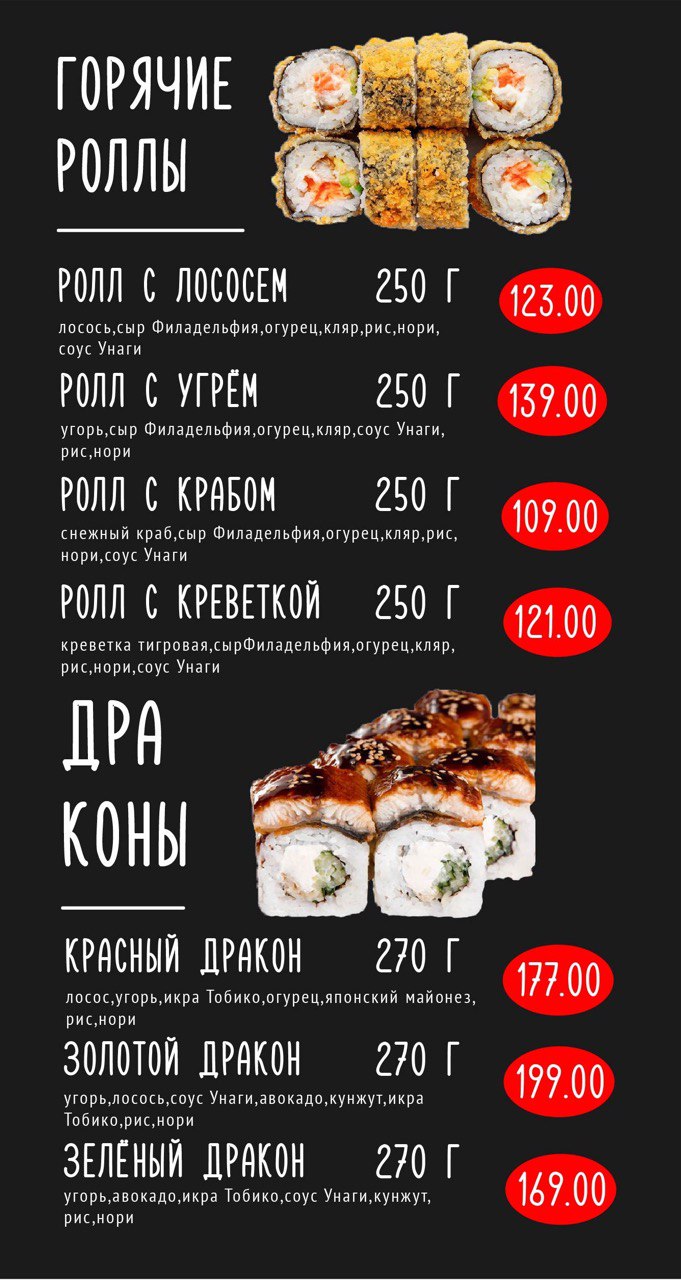 ГОРЯЧИЕ
РОЛЛЫ
РОЛЛ С ЛОСОСЕМ 250 Г 123.00
лосось,сыр Филадельфия,огурец,кляр,рис,нори,
соус Унаги
РОЛЛ С УГРЁМ 250 Г 139.00
угорь,сыр Филадельфия,огурец,кляр,соус Унаги,
рис,нори
РОЛЛ С КРАБОМ 250 Г 109.00
снежный краб,сыр Филадельфия,огурец,кляр,рис,
нори,соус Унаги
РОЛЛ С КРЕВЕТКОЙ 250 Г 121.00
креветка тигровая,сырФиладельфия,огурец,кляр,
рис,нори,соус Унаги
ДРА
КОНЫ
КРАСНЫЙ ДРАКОН 270 Г 177.00
лосос,угорь,икра Тобико,огурец,японский майонез,
рис,нори
ЗОЛОТОЙ ДРАКОН 270 Г 199.00
угорь,лосось,соус Унаги,авокадо,кунжут,икра
Тобико,рис,нори
ЗЕЛЁНЫЙ ДРАКОН 270 Г 169.00
угорь,авокадо,икра Тобико,соус Унаги,кунжут,
рис,нори